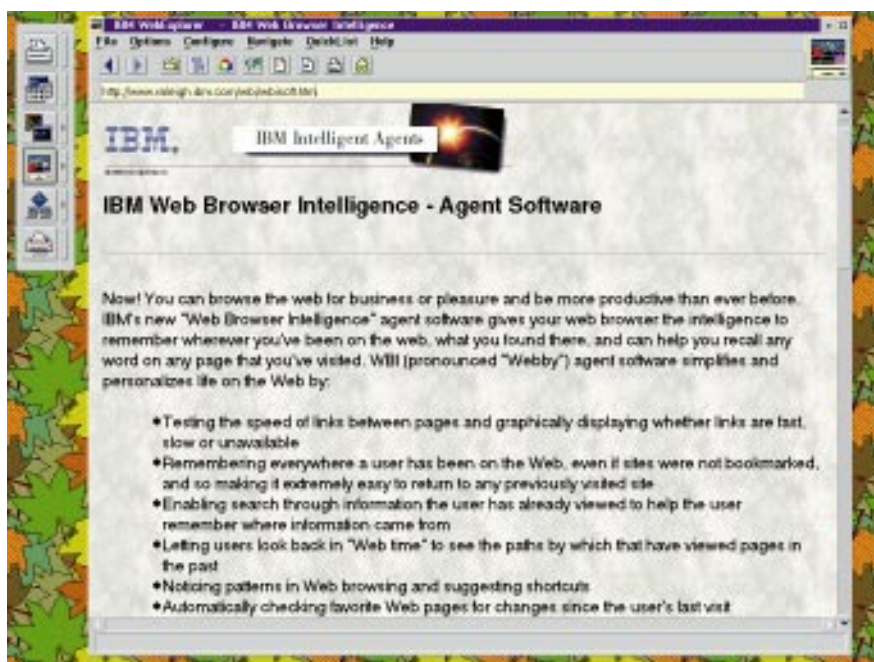 IBM WebExplorer - IBM Web Browser Intelligence
File Options Configure Navigate QuickList Help
http://www.raleigh.ibm.com/wbi/wbisoft.htm
IBM.
IBM Intelligent Agents
IBM Web Browser Intelligence - Agent Software
Now! You can browse the web for business or pleasure and be more productive than ever before.
IBM's new "Web Browser Intelligence" agent software gives your web browser the intelligence to
remember wherever you've been on the web, what you found there, and can help you recall any
word on any page that you've visited. WBI (pronounced "Webby") agent software simplifies and
personalizes life on the Web by:
•Testing the speed of links between pages and graphically displaying whether links are fast,
slow or unavailable
•Remembering everywhere a user has been on the Web, even if sites were not bookmarked,
and so making it extremely easy to return to any previously visited site
•Enabling search through information the user has already viewed to help the user
remember where information came from
•Letting users look back in "Web time" to see the paths by which that have viewed pages in
the past
•Noticing patterns in Web browsing and suggesting shortcuts
•Automatically checking favorite Web pages for changes since the user's last visit